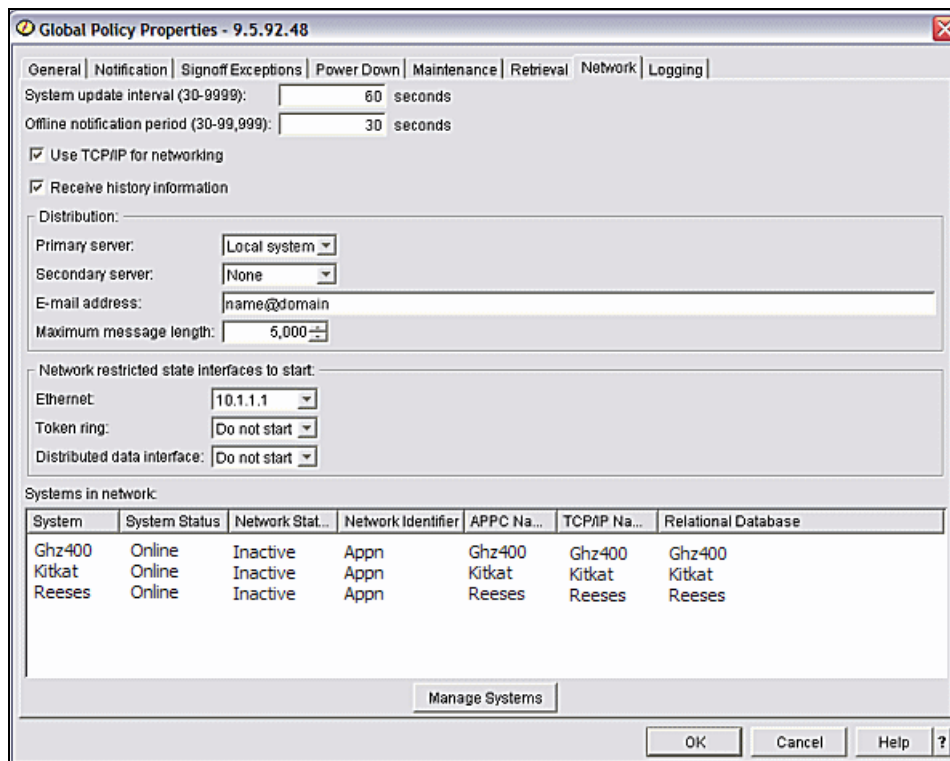 Global Policy Properties - 9.5.92.48
General Notification Signoff Exceptions Power Down Maintenance Retrieval Network Logging
System update interval (30-9999): 60 seconds
Offline notification period (30-99,999): 30 seconds
Use TCP/IP for networking
Receive history information
Distribution:
Primary server: Local system
Secondary server: None
E-mail address: name@domain
Maximum message length: 5,000
Network restricted state interfaces to start:
Ethernet: 10.1.1.1
Token ring: Do not start
Distributed data interface: Do not start
Systems in network:
System System Status Network Stat... Network Identifier APPC Na... TCP/IP Na... Relational Database
Ghz400 Online Inactive Appn Ghz400 Ghz400 Ghz400
Kitkat Online Inactive Appn Kitkat Kitkat Kitkat
Reeses Online Inactive Appn Reeses Reeses Reeses
Manage Systems
OK Cancel Help ?